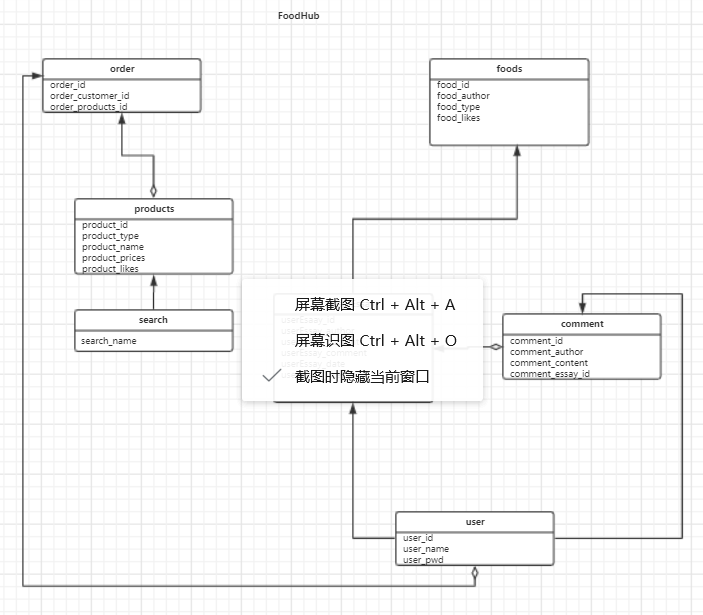 FoodHub
order
order_id
order_customer_id
order_products_id
foods
food_id
food_author
food_type
food_likes
products
product_id
product_type
product_name
product_prices
product_likes
search
search_name
屏幕截图 Ctrl + Alt + A
屏幕识图 Ctrl + Alt + O
截图时隐藏当前窗口
comment
comment_id
comment_author
comment_content
comment_essay_id
user
user_id
user_name
user_pwd